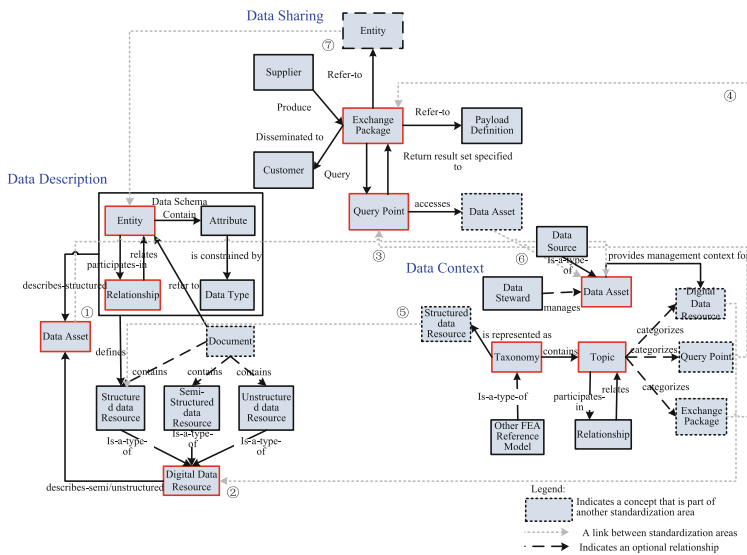 Data Sharing
⑦
Entity
Supplier
Refer-to
④
Produce
Exchange
Package
Refer-to
Payload
Definition
Disseminated to
Return result set specified
to
Customer
Query
Data Description
Data Schema
Contain
Entity
Attribute
Query Point
accesses
Data Asset
③
⑥
Data
Source
relates
is constrained by
participates-in
Is-a-type-
of
provides management context for
Data Context
describes-structured
Relationship
refer to
Data Type
Data
Steward
manages
Data Asset
Digital
Data
Resource
①
⑤
Structured
data
Resource
Data Asset
Document
is represented as
categorizes
defines
contains
contains
contains
Taxonomy
contains
Topic
categorizes
Query Point
Structure
d data
Resource
Semi-
Structured
data
Resource
Unstructure
d data
Resource
Is-a-type-
of
participates-
in
relates
categorizes
Exchange
Package
Is-a-type-
of
Is-a-type-
of
Is-a-type-
of
Other FEA
Reference
Model
Relationship
describes-semi/unstructured
Digital Data
Resource
②
Legend:
Indicates a concept that is part
of another standardization area
A link between standardization areas
Indicates an optional relationship